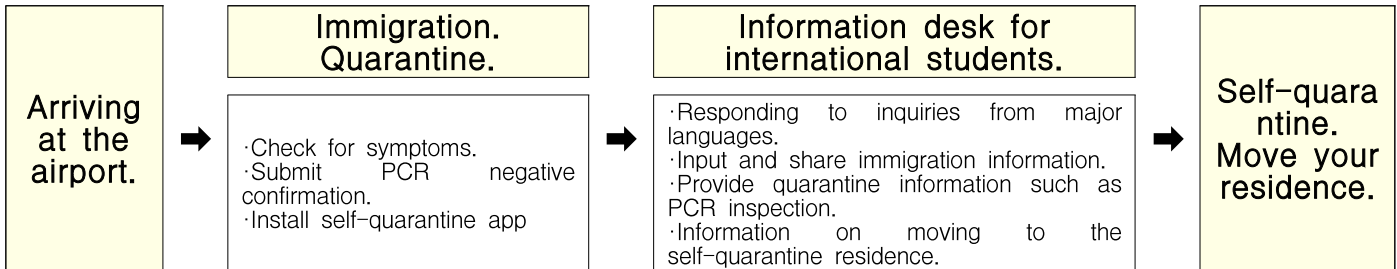 Arriving
at the
airport.
Immigration.
Quarantine.
·Check for symptoms.
·Submit PCR negative
confirmation.
·Install self-quarantine app
Information desk for
international students.
·Responding to inquiries from major
languages.
·Input and share immigration information.
·Provide quarantine information such as
PCR inspection.
·Information on moving to the
self-quarantine residence.
Self-quara
ntine.
Move your
residence.